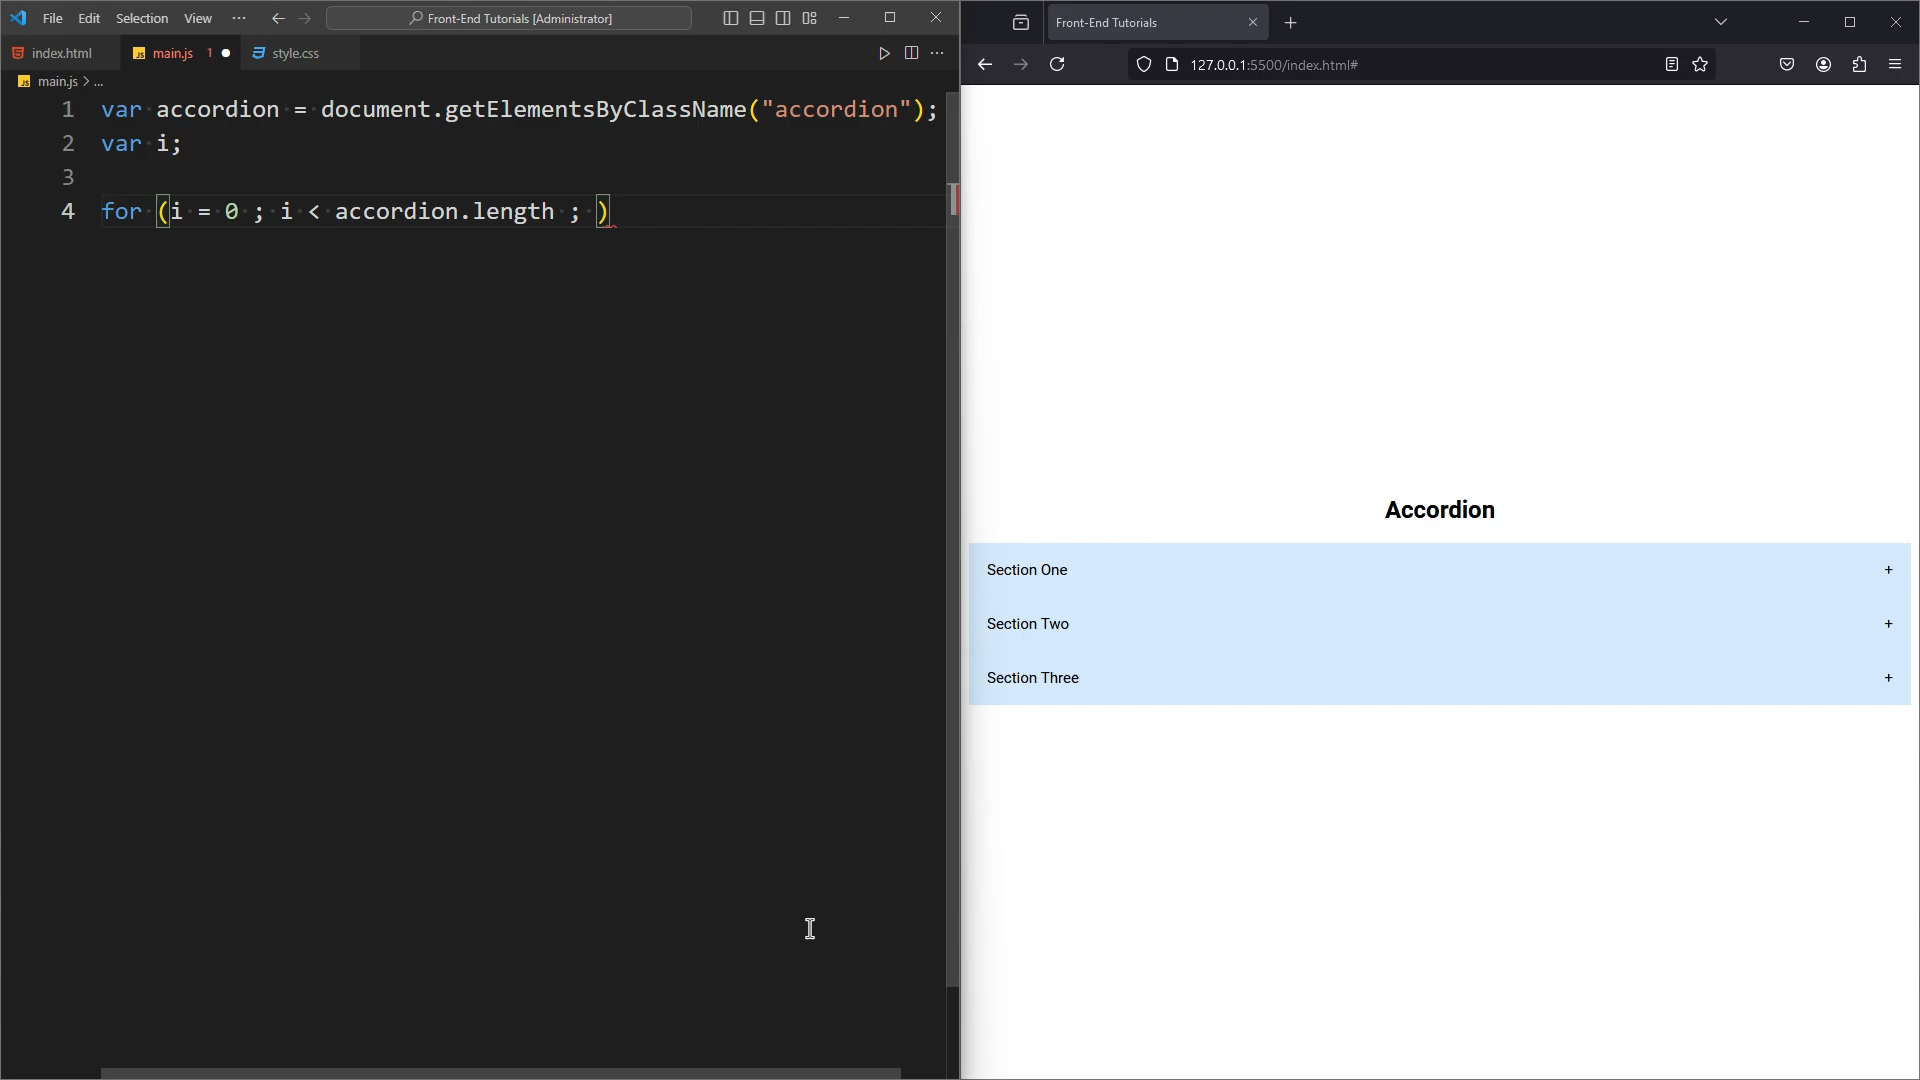 File Edit Selection View ··· Front-End Tutorials [Administrator]
index.html main.js 1 style.css
main.js > ...
1 var accordion = document.getElementsByClassName("accordion");
2 var i;
3
4 for (i = 0 ; i < accordion.length ; )
Front-End Tutorials
127.0.0.1:5500/index.html#
Accordion
Section One +
Section Two +
Section Three +